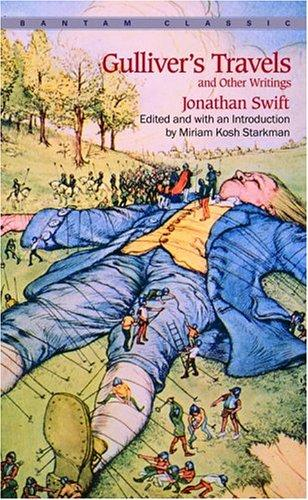 BANTAM CLASSIC
Gulliver's Travels
and Other Writings
Jonathan Swift
Edited and with an Introduction
by Miriam Kosh Starkman